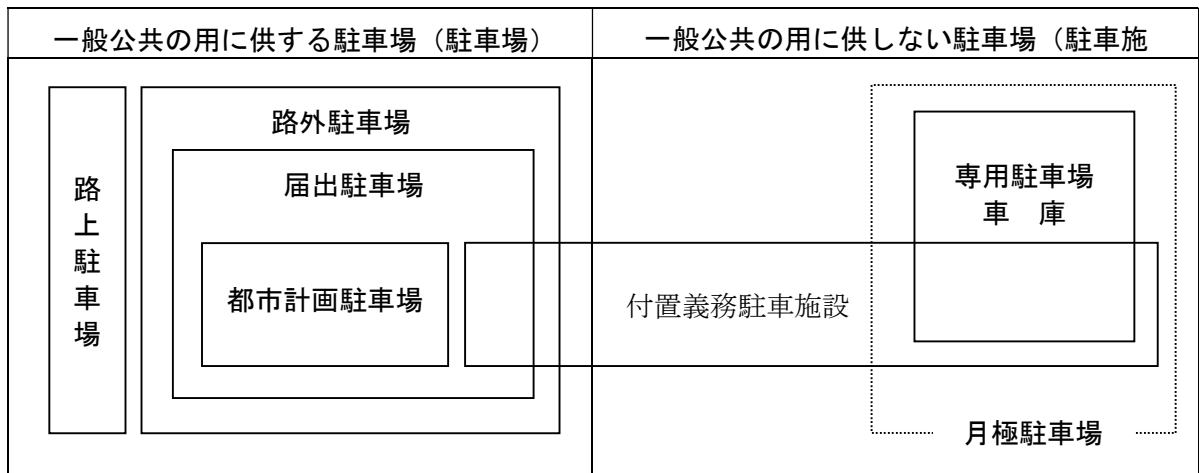 一般公共の用に供する駐車場（駐車場）
一般公共の用に供しない駐車場（駐車施
路上駐車場
路外駐車場
届出駐車場
都市計画駐車場
付置義務駐車施設
専用駐車場
車　庫
月極駐車場